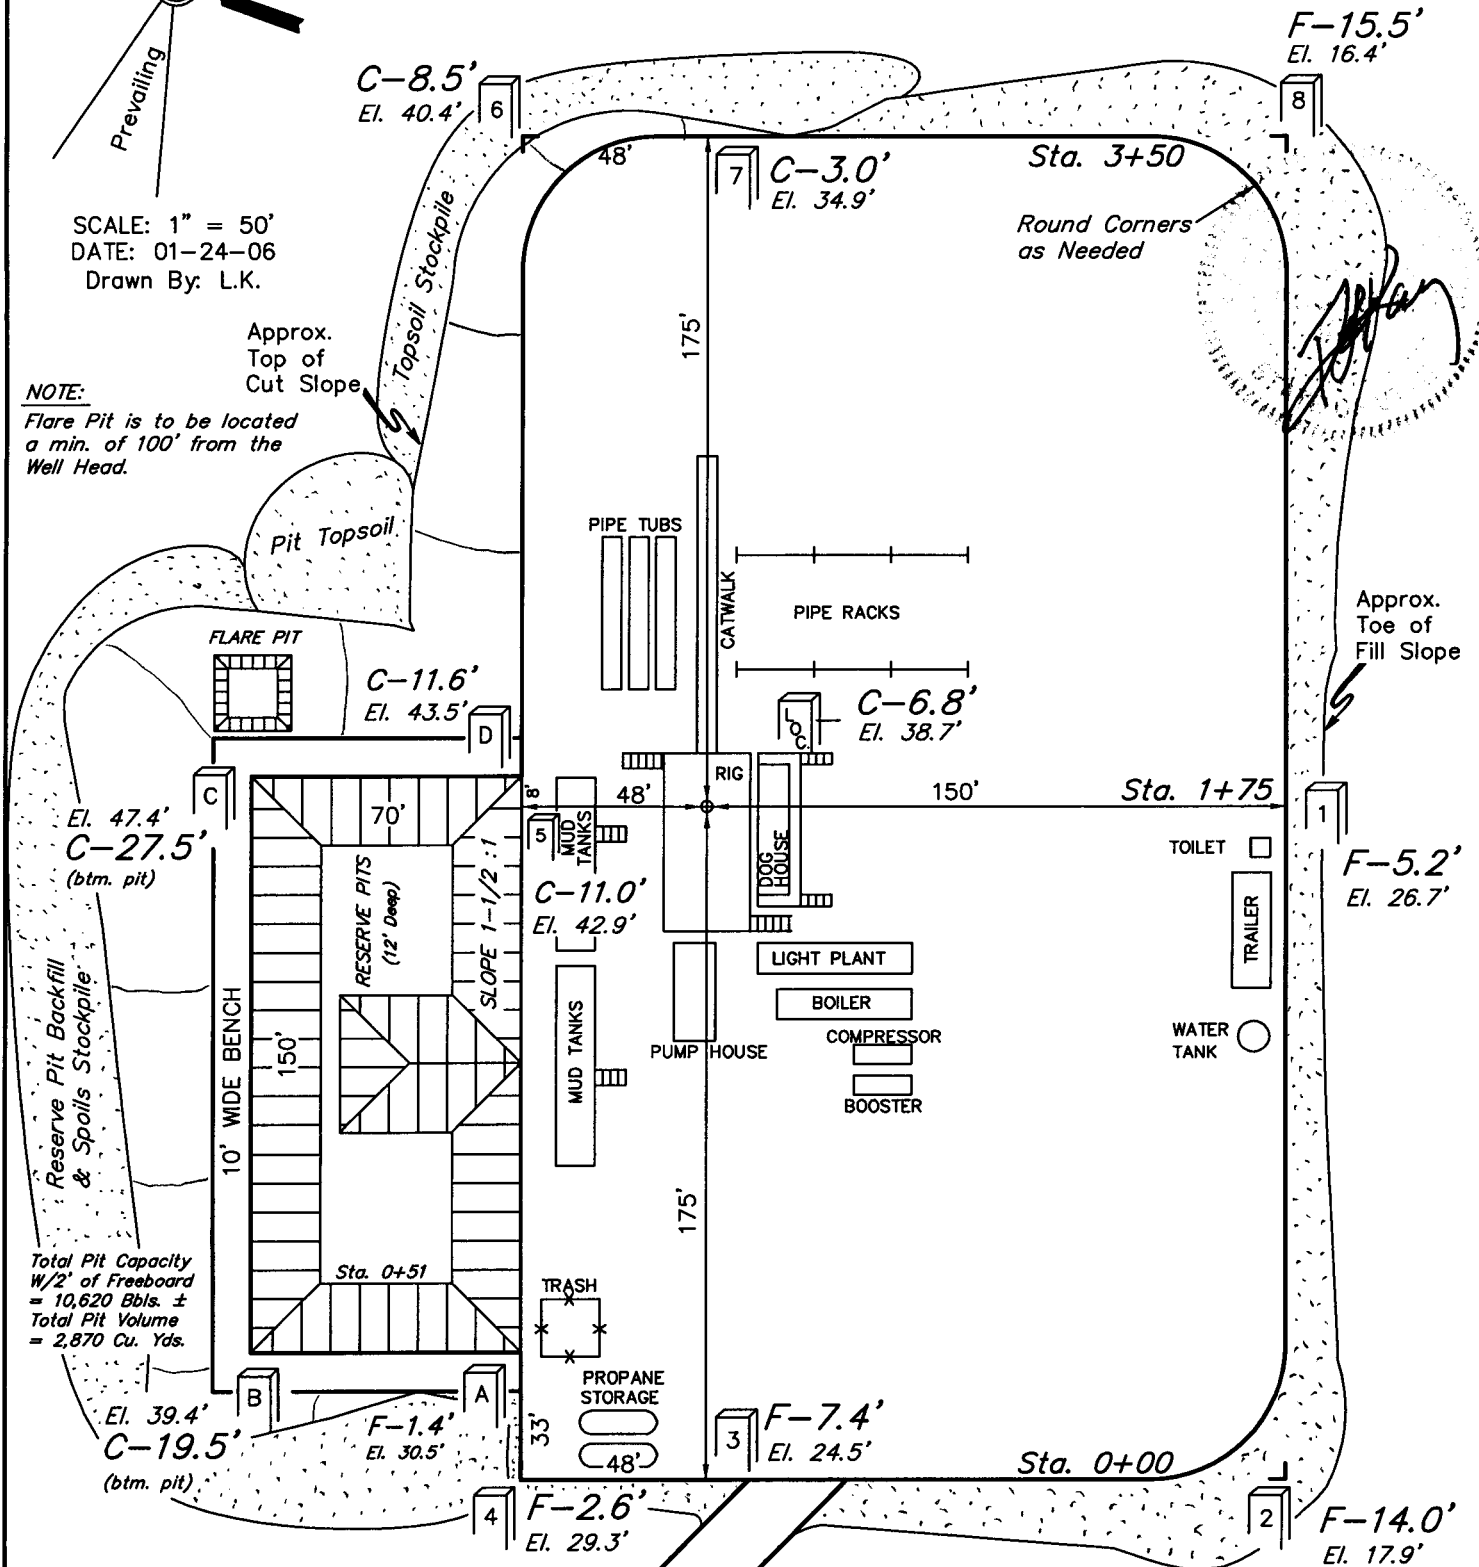 F-15.5'
El. 16.4'
C-8.5'
El. 40.4'
6
8
Prevailing
48'
7
C-3.0'
El. 34.9'
Sta. 3+50
Round Corners
as Needed
SCALE: 1" = 50'
DATE: 01-24-06
Drawn By: L.K.
Topsoil Stockpile
175'
Approx.
Top of
Cut Slope
NOTE:
Flare Pit is to be located
a min. of 100' from the
Well Head.
Pit Topsoil
PIPE TUBS
CATWALK
PIPE RACKS
Approx.
Toe of
Fill Slope
FLARE PIT
C-11.6'
El. 43.5'
D
LOC.
C-6.8'
El. 38.7'
RIG
C
El. 47.4'
C-27.5'
(btm. pit)
70'
8'
48'
150'
Sta. 1+75
1
F-5.2'
El. 26.7'
5
MUD
TANKS
DOG
HOUSE
TOILET
TRAILER
C-11.0'
El. 42.9'
RESERVE PITS
(12' Deep)
SLOPE 1-1/2 : 1
LIGHT PLANT
BOILER
COMPRESSOR
PUMP HOUSE
BOOSTER
WATER
TANK
MUD TANKS
150'
10' WIDE BENCH
Reserve Pit Backfill
& Spoils Stockpile
175'
Total Pit Capacity
W/2' of Freeboard
= 10,620 Bbls. ±
Total Pit Volume
= 2,870 Cu. Yds.
Sta. 0+51
TRASH
PROPANE
STORAGE
B
A
El. 39.4'
C-19.5'
(btm. pit)
F-1.4'
El. 30.5'
33'
48'
3
F-7.4'
El. 24.5'
Sta. 0+00
4
F-2.6'
El. 29.3'
2
F-14.0'
El. 17.9'